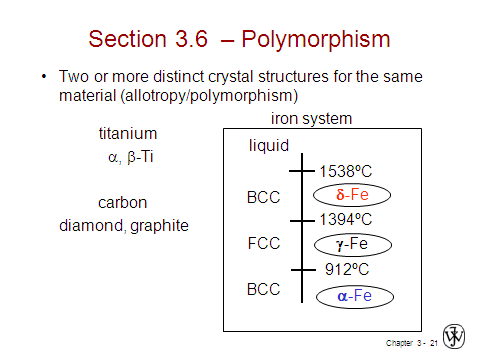 Section 3.6 – Polymorphism
• Two or more distinct crystal structures for the same
material (allotropy/polymorphism)
titanium
α, β-Ti
carbon
diamond, graphite
iron system
liquid
1538ºC
BCC
δ-Fe
1394ºC
FCC
γ-Fe
912ºC
BCC
α-Fe
Chapter 3 - 21